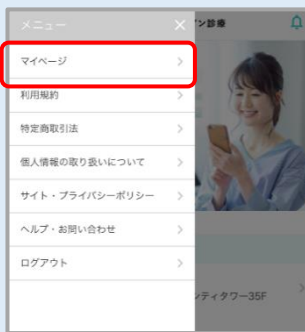 メニュー
ン診療
マイページ
利用規約
特定商取引法
個人情報の取り扱いについて
サイト・プライバシーポリシー
ヘルプ・お問い合わせ
ログアウト
ンティタワー35F